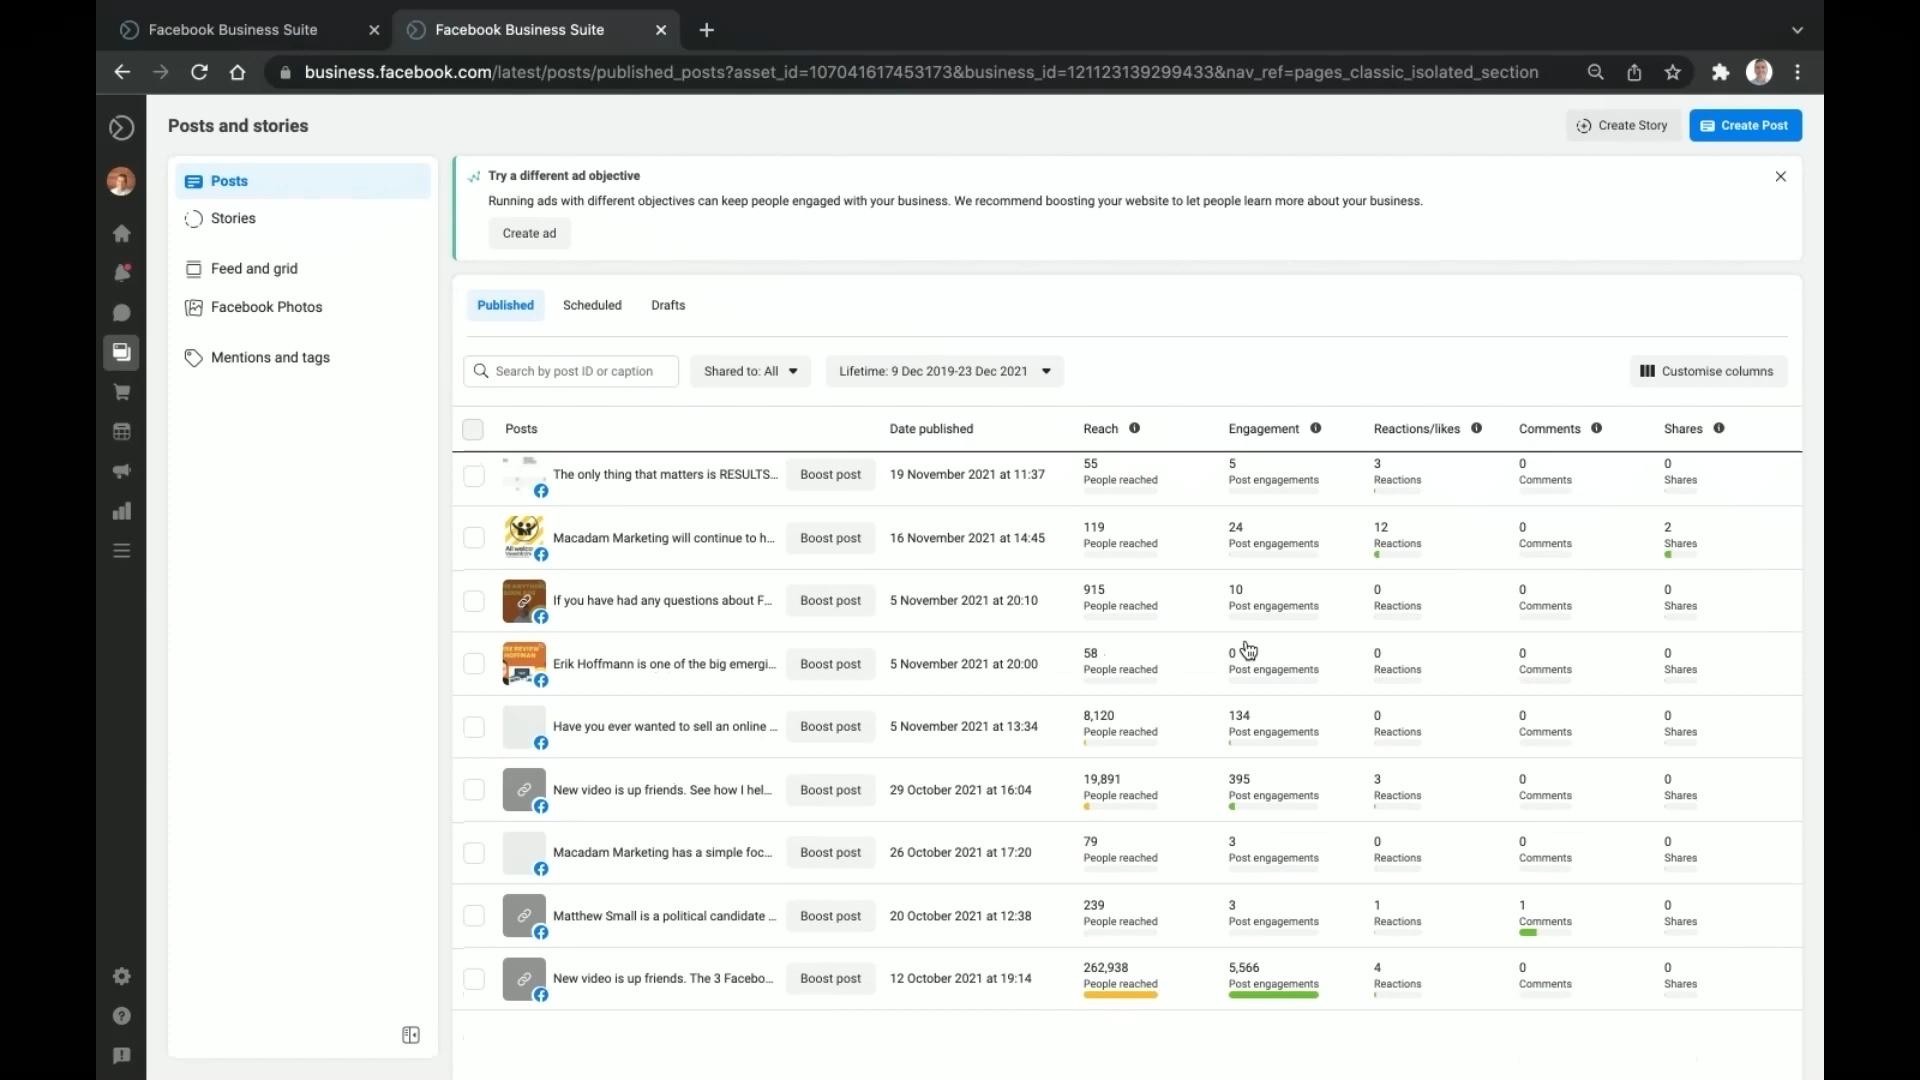 Facebook Business Suite
Facebook Business Suite
business.facebook.com/latest/posts/published_posts?asset_id=107041617453173&business_id=121123139299433&nav_ref=pages_classic_isolated_section
Posts and stories
Create Story
Create Post
Posts
Stories
Feed and grid
Facebook Photos
Mentions and tags
Try a different ad objective
Running ads with different objectives can keep people engaged with your business. We recommend boosting your website to let people learn more about your business.
Create ad
Published Scheduled Drafts
Search by post ID or caption Shared to: All Lifetime: 9 Dec 2019-23 Dec 2021 Customise columns
Posts Date published Reach Engagement Reactions/likes Comments Shares
The only thing that matters is RESULTS... Boost post 19 November 2021 at 11:37
55 5 3 0 0
People reached Post engagements Reactions Comments Shares
Macadam Marketing will continue to h... Boost post 16 November 2021 at 14:45
119 24 12 0 2
People reached Post engagements Reactions Comments Shares
If you have had any questions about F... Boost post 5 November 2021 at 20:10
915 10 0 0 0
People reached Post engagements Reactions Comments Shares
Erik Hoffmann is one of the big emergi... Boost post 5 November 2021 at 20:00
58 0 0 0 0
People reached Post engagements Reactions Comments Shares
Have you ever wanted to sell an online ... Boost post 5 November 2021 at 13:34
8,120 134 0 0 0
People reached Post engagements Reactions Comments Shares
New video is up friends. See how I hel... Boost post 29 October 2021 at 16:04
19,891 395 3 0 0
People reached Post engagements Reactions Comments Shares
Macadam Marketing has a simple foc... Boost post 26 October 2021 at 17:20
79 3 0 0 0
People reached Post engagements Reactions Comments Shares
Matthew Small is a political candidate ... Boost post 20 October 2021 at 12:38
239 3 1 1 0
People reached Post engagements Reactions Comments Shares
New video is up friends. The 3 Facebo... Boost post 12 October 2021 at 19:14
262,938 5,566 4 0 0
People reached Post engagements Reactions Comments Shares